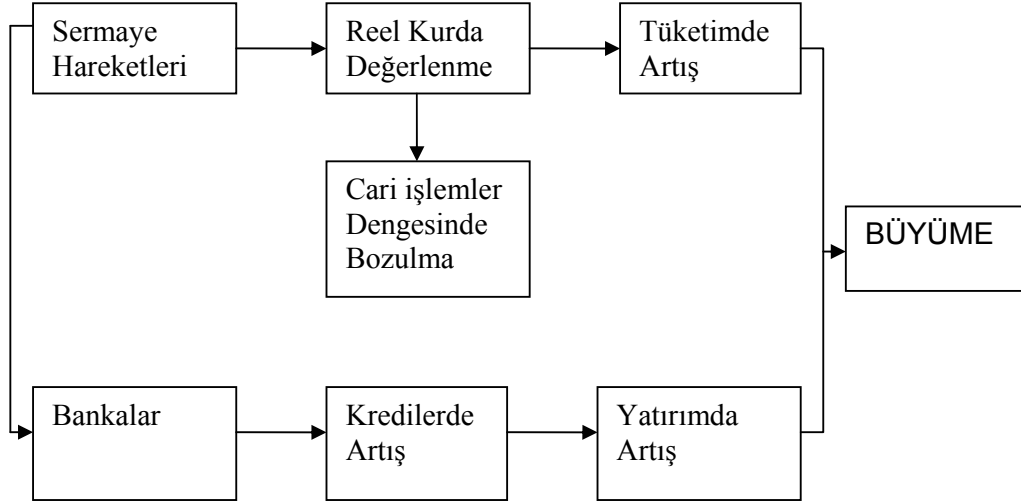 Sermaye
Hareketleri
Reel Kurda
Değerlenme
Tüketimde
Artış
Cari işlemler
Dengesinde
Bozulma
BÜYÜME
Bankalar
Kredilerde
Artış
Yatırımda
Artış